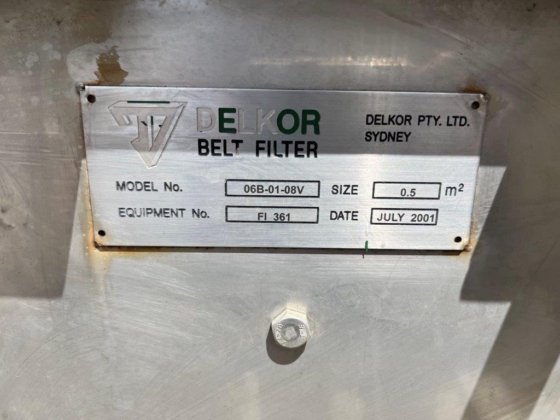 DELKOR
BELT FILTER
DELKOR PTY. LTD.
SYDNEY
MODEL No. 06B-01-08V SIZE 0.5 m²
EQUIPMENT No. FI 361 DATE JULY 2001